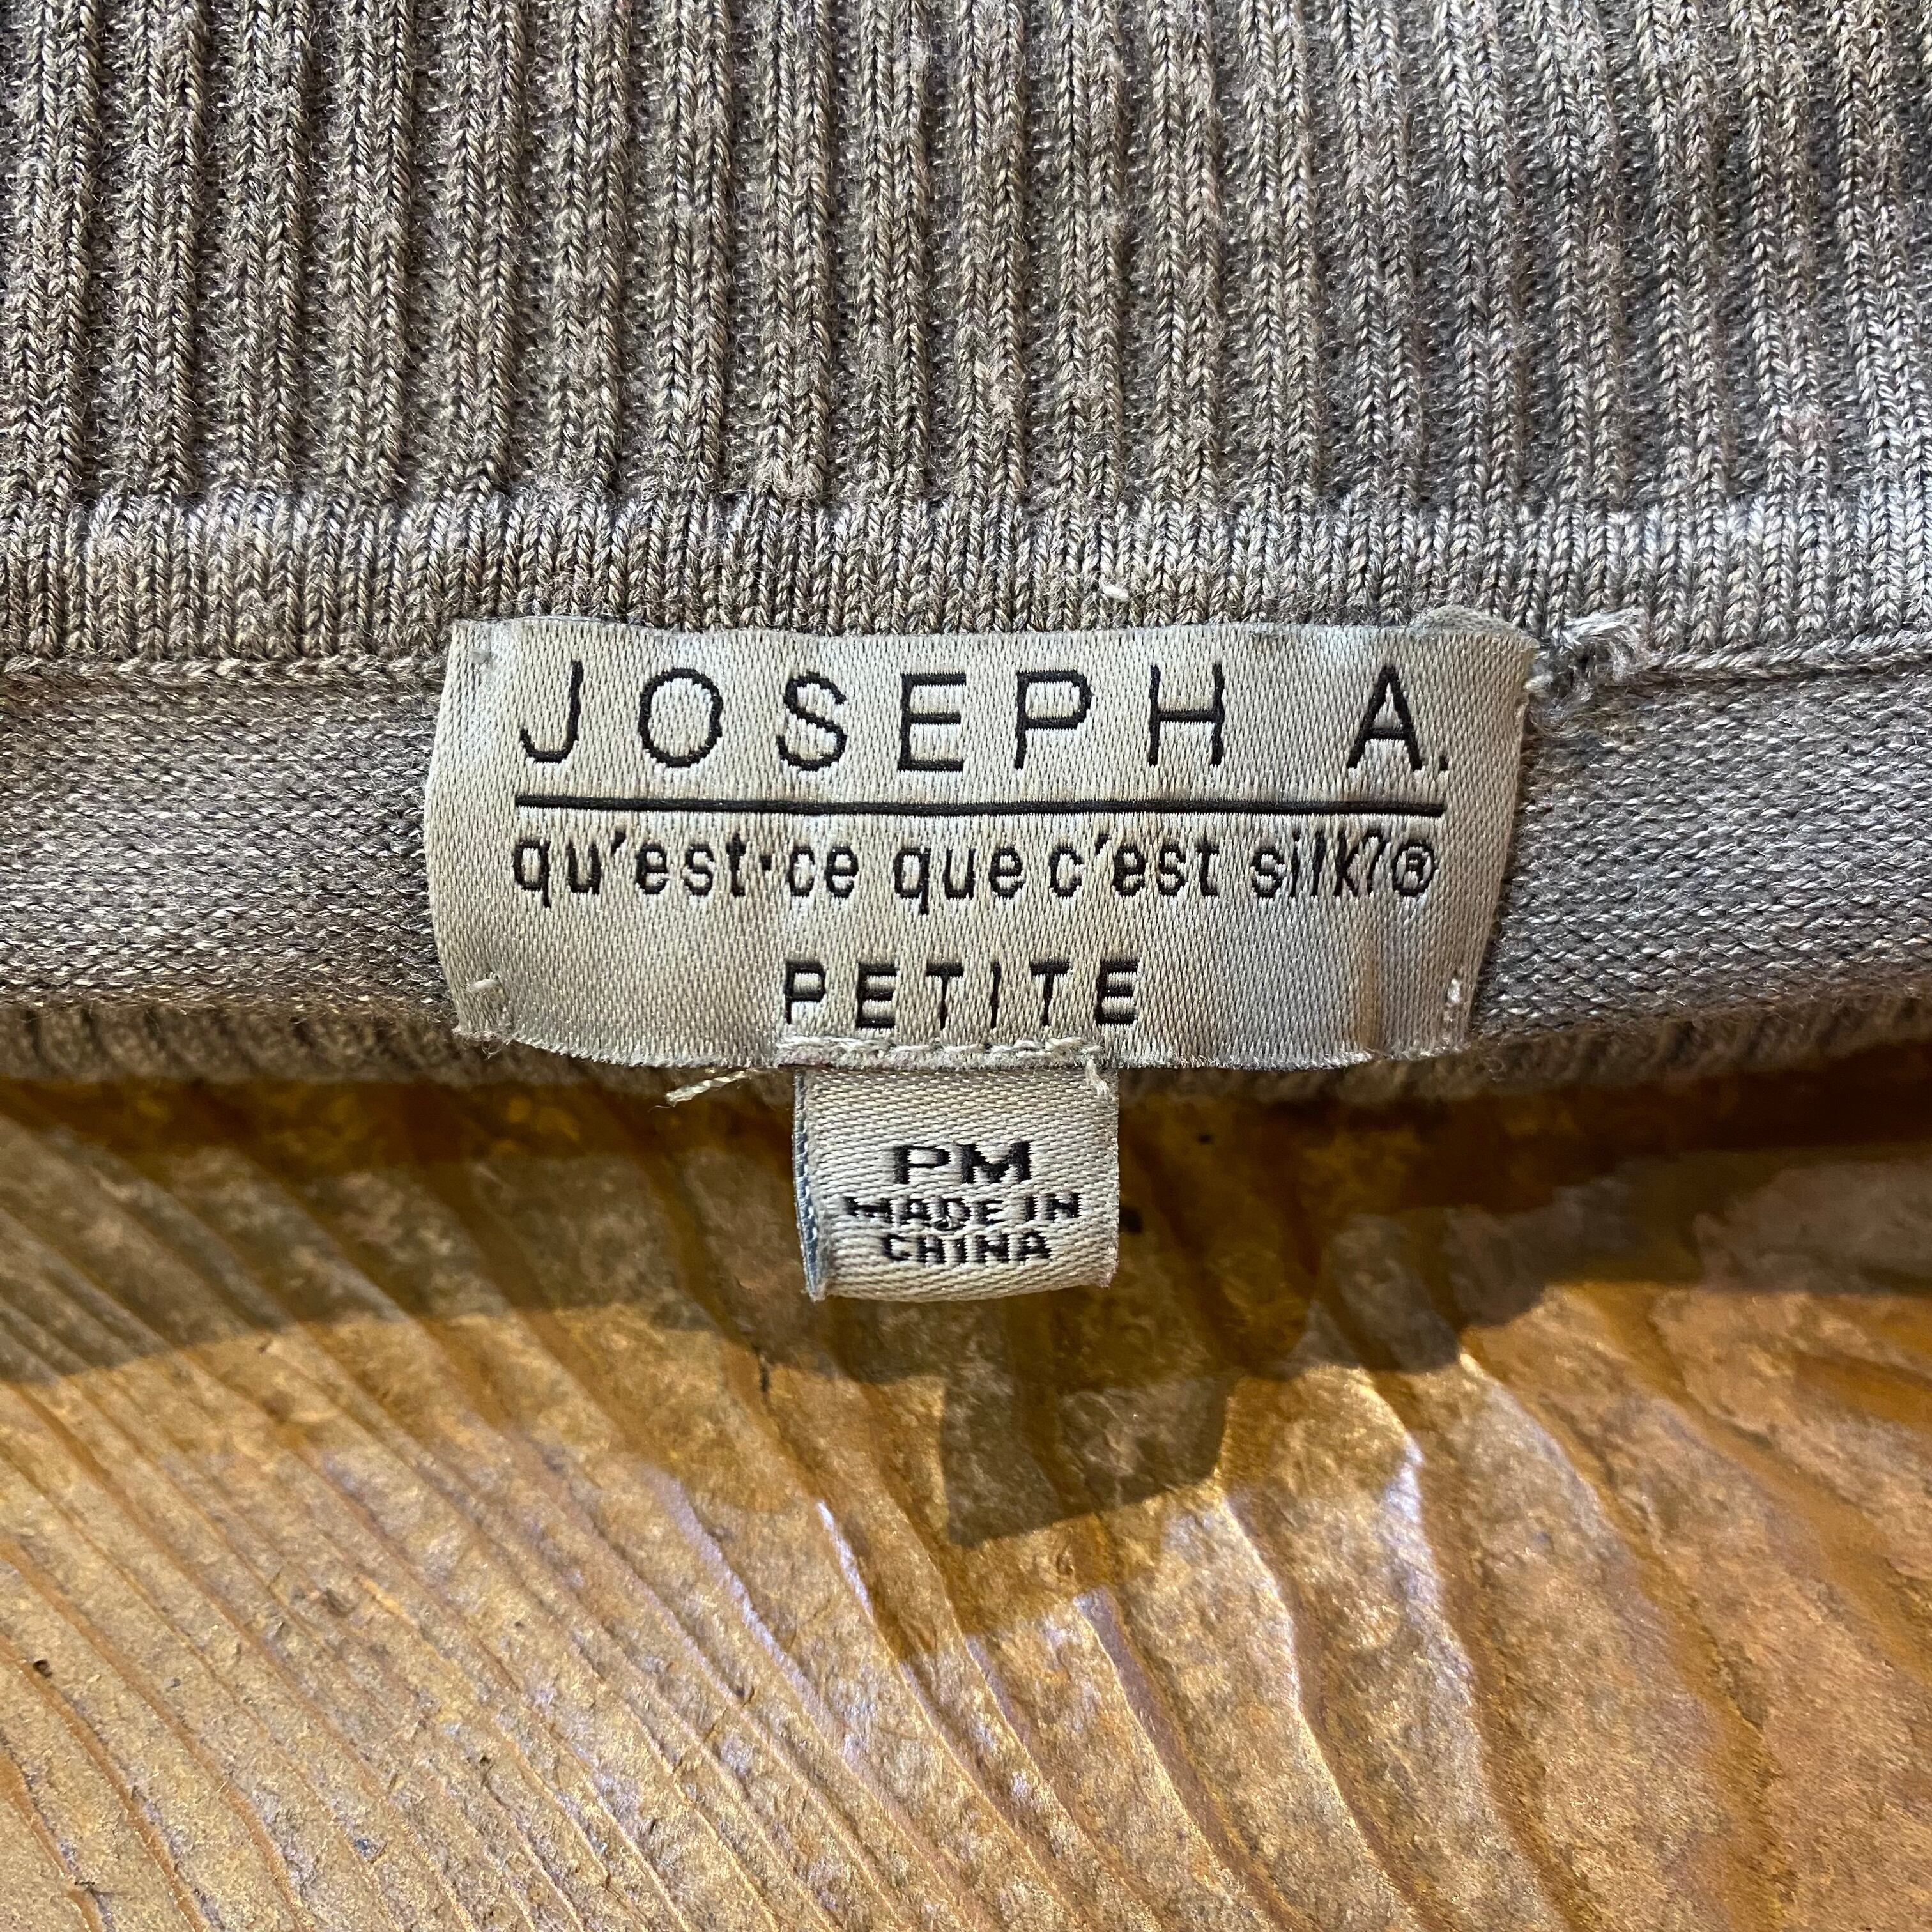 JOSEPH A.
qu'est·ce que c'est silk?®
PETITE
PM
MADE IN
CHINA